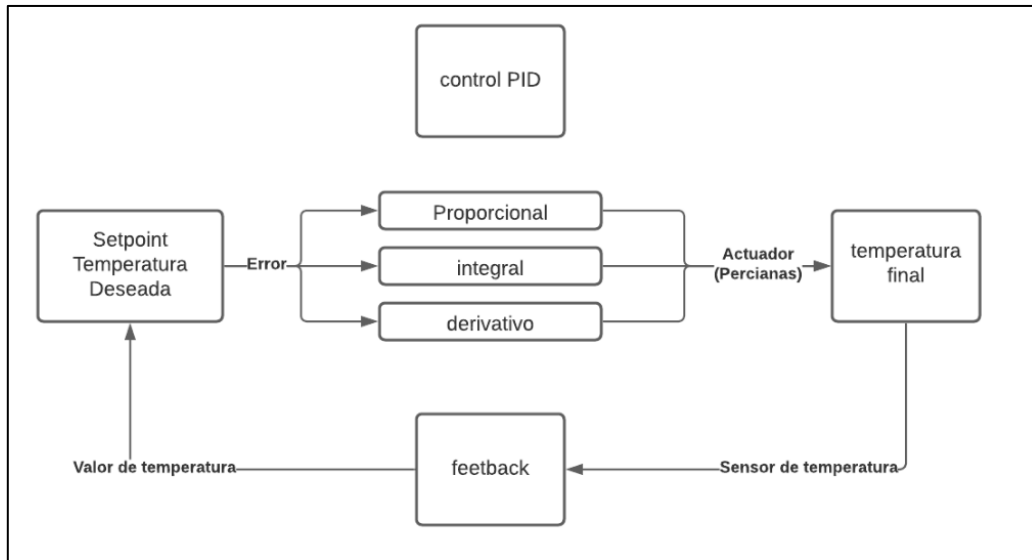 control PID
Proporcional
Setpoint
Temperatura
Deseada
Error
integral
Actuador
(Percianas)
temperatura
final
derivativo
Valor de temperatura
feetback
Sensor de temperatura